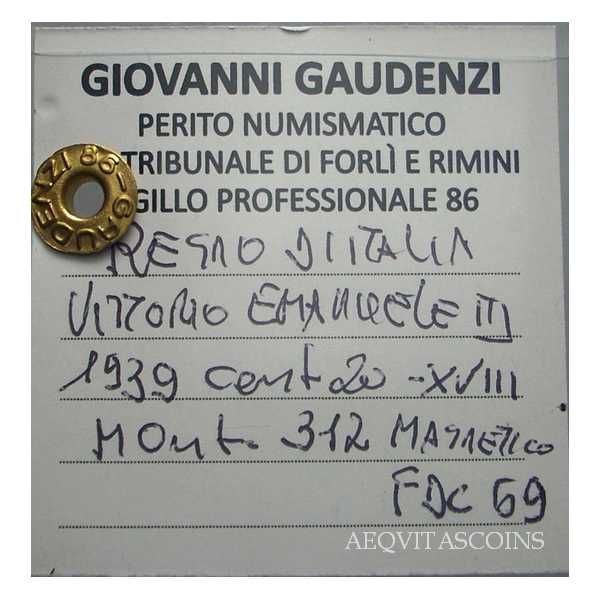 GIOVANNI GAUDENZI
PERITO NUMISMATICO
TRIBUNALE DI FORLÌ E RIMINI
GILLO PROFESSIONALE 86
GAUDENZI 86-
REGNO D'ITALIA
VITTORIO EMANUELE III
1939 cent 20 -XVIII
MONT. 312 MAGNETICO
FDC 69
AEQVITASCOINS